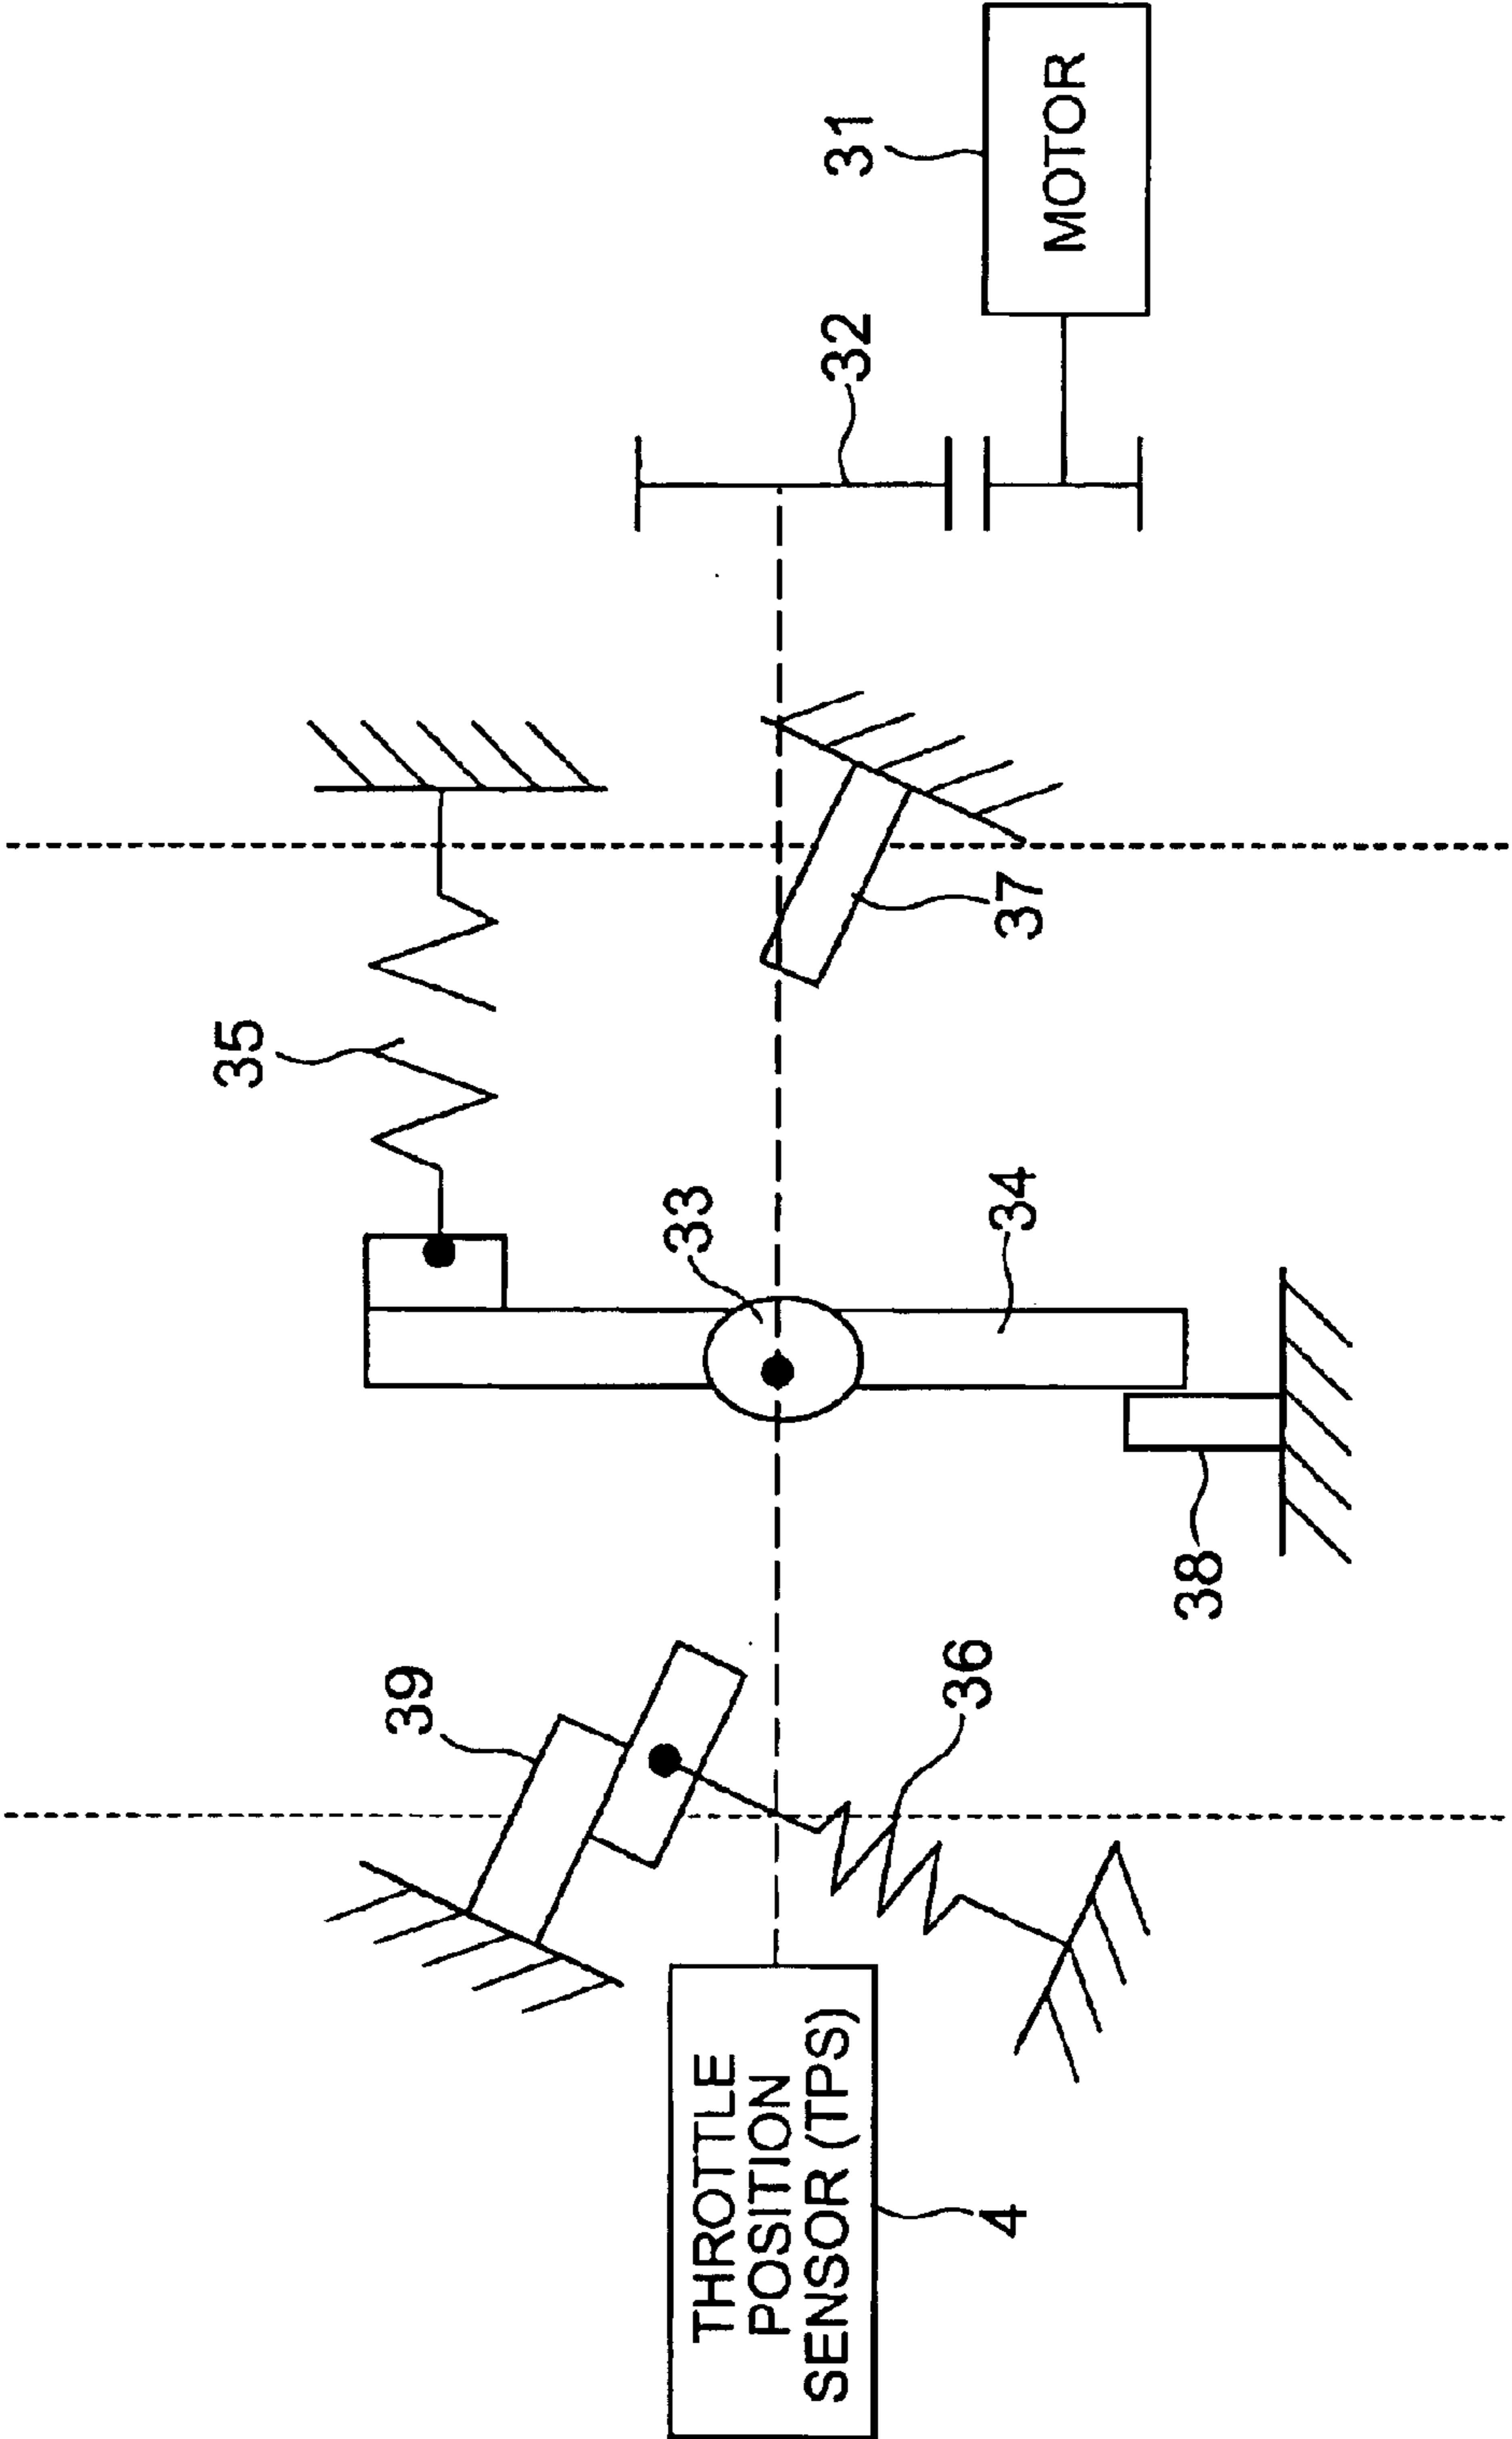 31
MOTOR
32
35
37
33
34
38
39
36
THROTTLE
POSITION
SENSOR (TPS)
4